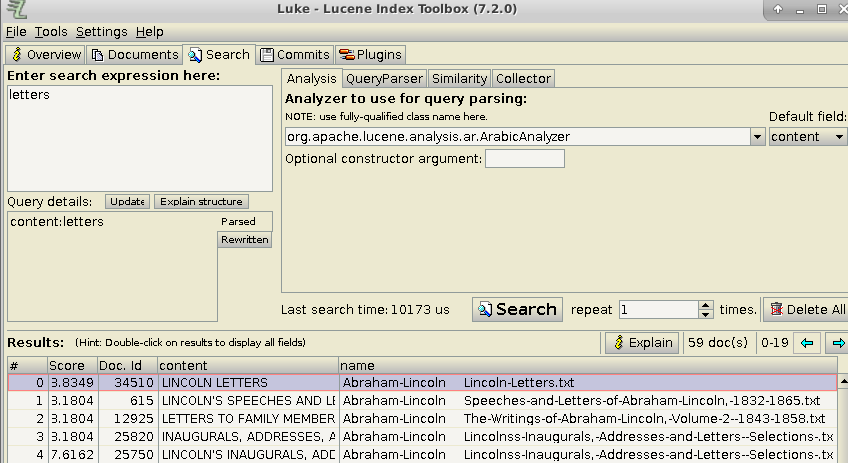 Luke - Lucene Index Toolbox (7.2.0)
File Tools Settings Help
Overview Documents Search Commits Plugins
Enter search expression here:
letters
Query details: Update Explain structure
content:letters
Parsed
Rewritten
Analysis QueryParser Similarity Collector
Analyzer to use for query parsing:
NOTE: use fully-qualified class name here.
Default field:
org.apache.lucene.analysis.ar.ArabicAnalyzer content
Optional constructor argument:
Last search time: 10173 us Search repeat 1 times. Delete All
Results: (Hint: Double-click on results to display all fields) Explain 59 doc(s) 0-19
# Score Doc. Id content name
0 3.8349 34510 LINCOLN LETTERS Abraham-Lincoln Lincoln-Letters.txt
1 3.1804 615 LINCOLN'S SPEECHES AND LE Abraham-Lincoln Speeches-and-Letters-of-Abraham-Lincoln,-1832-1865.txt
2 3.1804 12925 LETTERS TO FAMILY MEMBER Abraham-Lincoln The-Writings-of-Abraham-Lincoln,-Volume-2--1843-1858.txt
3 3.1804 25820 INAUGURALS, ADDRESSES, A Abraham-Lincoln Lincolnss-Inaugurals,-Addresses-and-Letters--Selections-.tx
4 7.6162 25750 LINCOLN'S INAUGURALS, ADD Abraham-Lincoln Lincolns-Inaugurals,-Addresses-and-Letters--Selections-.txt